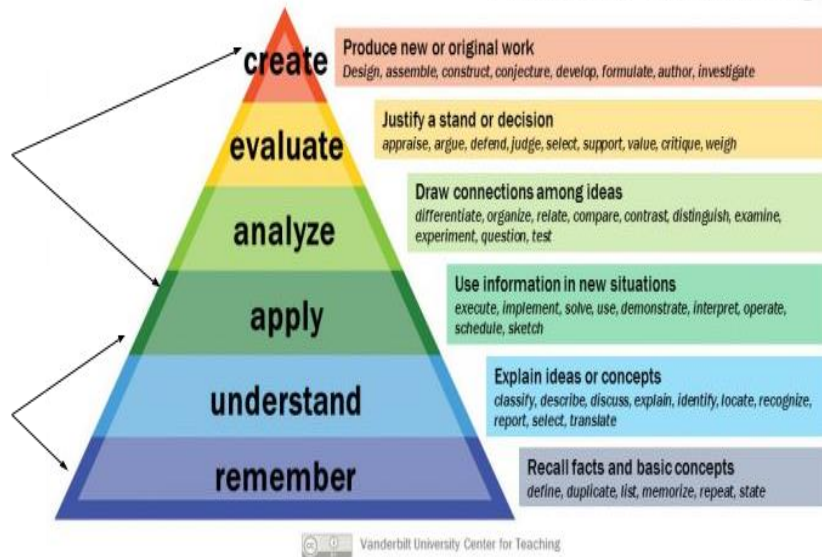 create
Produce new or original work
Design, assemble, construct, conjecture, develop, formulate, author, investigate
evaluate
Justify a stand or decision
appraise, argue, defend, judge, select, support, value, critique, weigh
analyze
Draw connections among ideas
differentiate, organize, relate, compare, contrast, distinguish, examine,
experiment, question, test
apply
Use information in new situations
execute, implement, solve, use, demonstrate, interpret, operate,
schedule, sketch
understand
Explain ideas or concepts
classify, describe, discuss, explain, identify, locate, recognize,
report, select, translate
remember
Recall facts and basic concepts
define, duplicate, list, memorize, repeat, state
cc
Vanderbilt University Center for Teaching